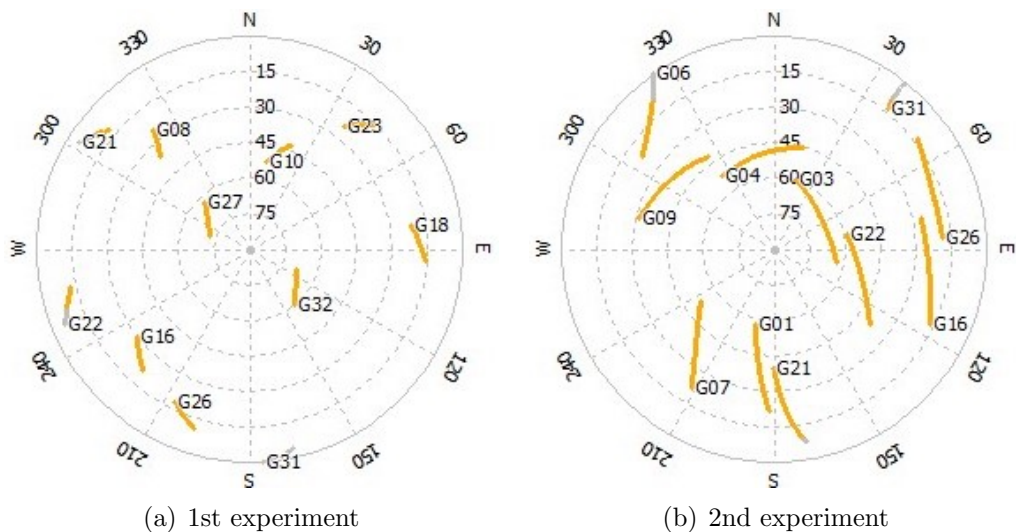 N N
330 30 330 30
G06
15 15
G31
300 G21 G08 30 G23 60 300 30 60
45 G10 45
60 G04 60 G03
G27
75 G18 G09 75 G22 G26
W E W E
G32
G22 G16 G01 G16
240 120 240 G21 120
G26 G07
210 G31 150 210 150
S S
(a) 1st experiment (b) 2nd experiment